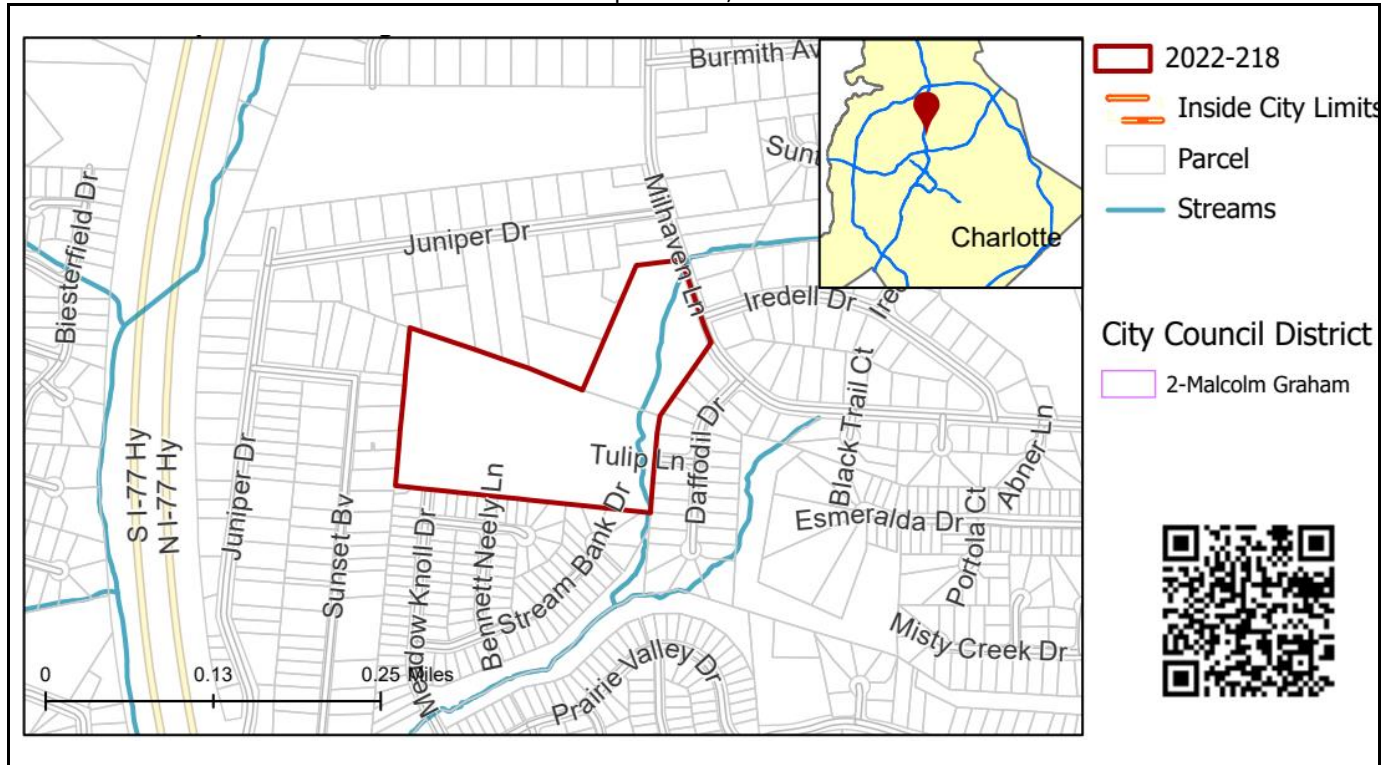 Burmith Av
Sunt
Milhaven Ln
Biesterfield Dr
Juniper Dr
Charlotte
Iredell Dr
Ire
S I-77 Hy
N I-77 Hy
Juniper Dr
Sunset Bv
Tulip Ln
Daffodil Dr
Black Trail Ct
Abner Ln
Meadow Knoll Dr
Bennett Neely Ln
Stream Bank Dr
Esmeralda Dr
Portola Ct
Misty Creek Dr
Prairie Valley Dr
0 0.13 0.25 Miles
2022-218
Inside City Limits
Parcel
Streams
City Council District
2-Malcolm Graham